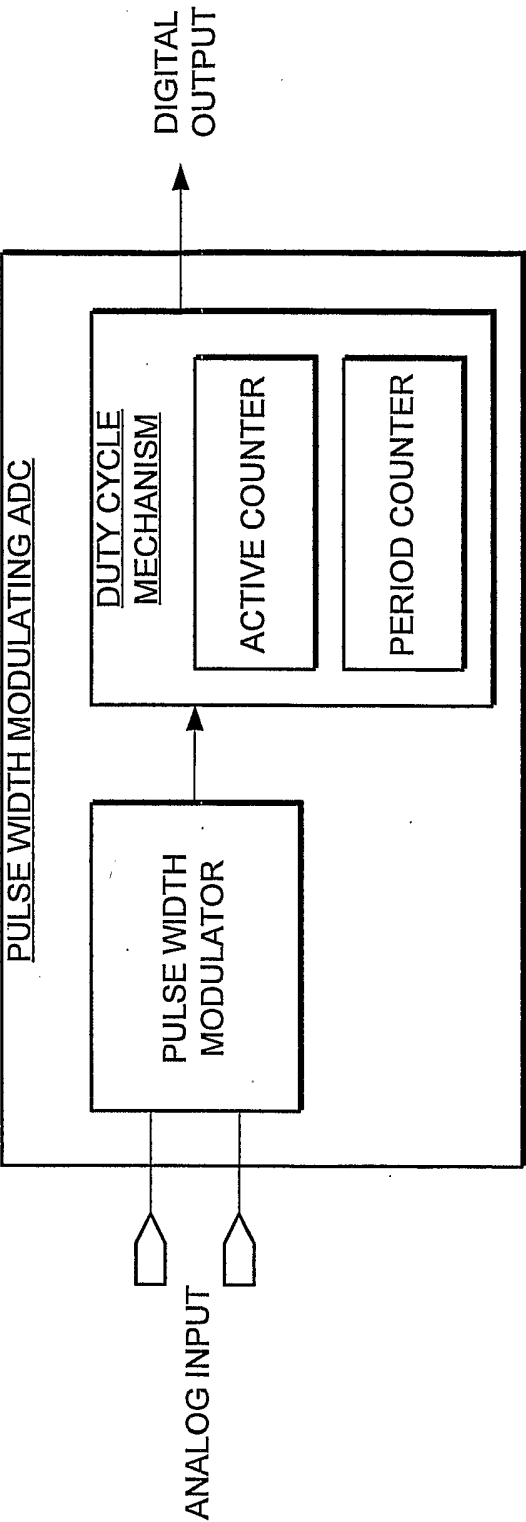 PULSE WIDTH MODULATING ADC
ANALOG INPUT
PULSE WIDTH
MODULATOR
DUTY CYCLE
MECHANISM
ACTIVE COUNTER
PERIOD COUNTER
DIGITAL
OUTPUT